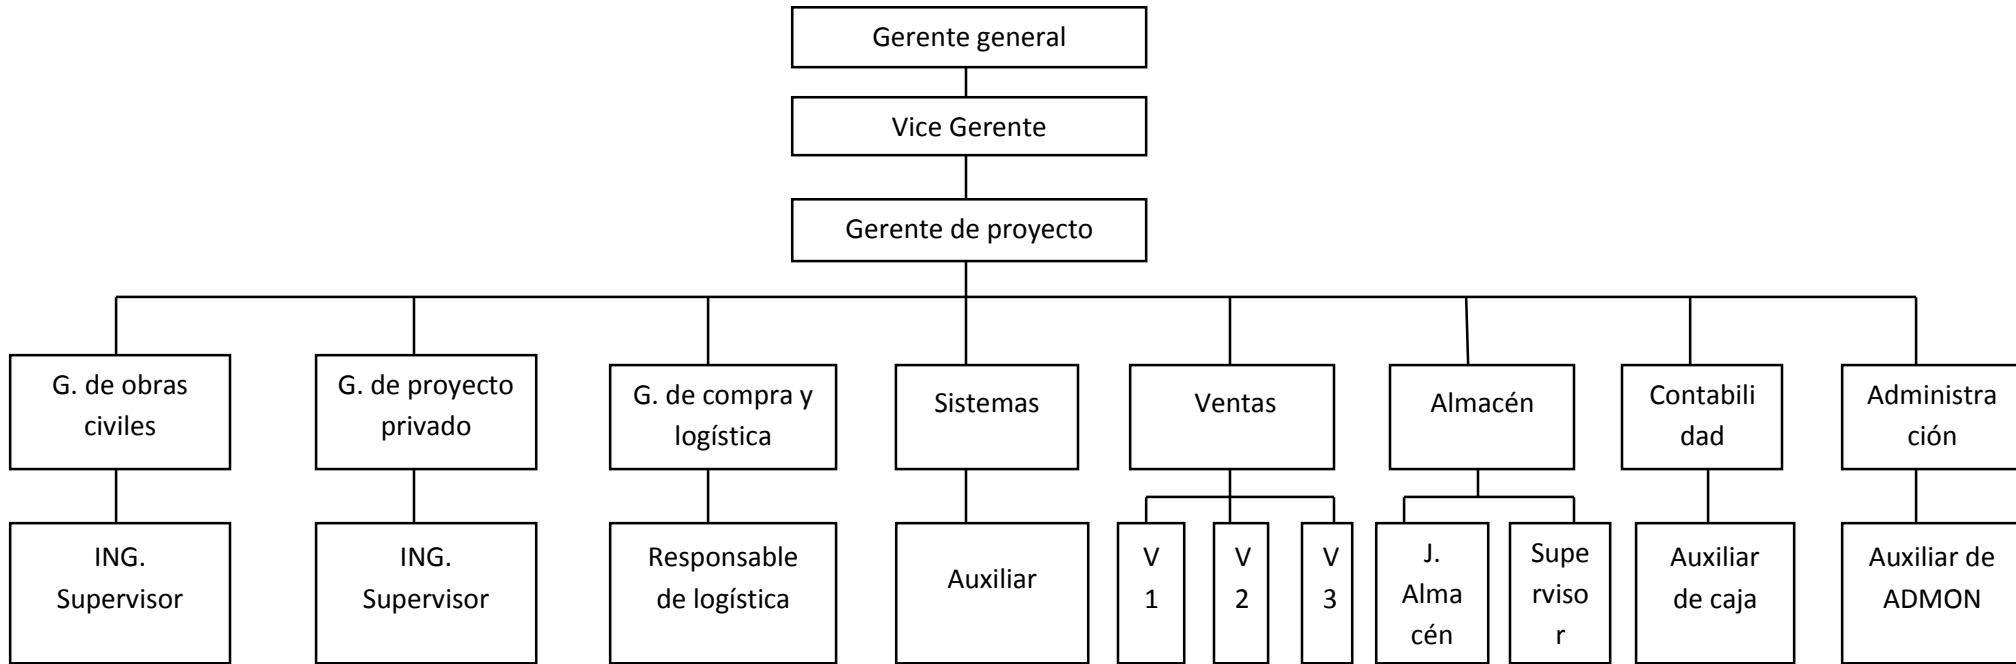 Gerente general
Vice Gerente
Gerente de proyecto
G. de obras
civiles
G. de proyecto
privado
G. de compra y
logística
Sistemas
Ventas
Almacén
Contabili
dad
Administra
ción
ING.
Supervisor
ING.
Supervisor
Responsable
de logística
Auxiliar
V
1
V
2
V
3
J.
Alma
cén
Supe
rviso
r
Auxiliar
de caja
Auxiliar de
ADMON